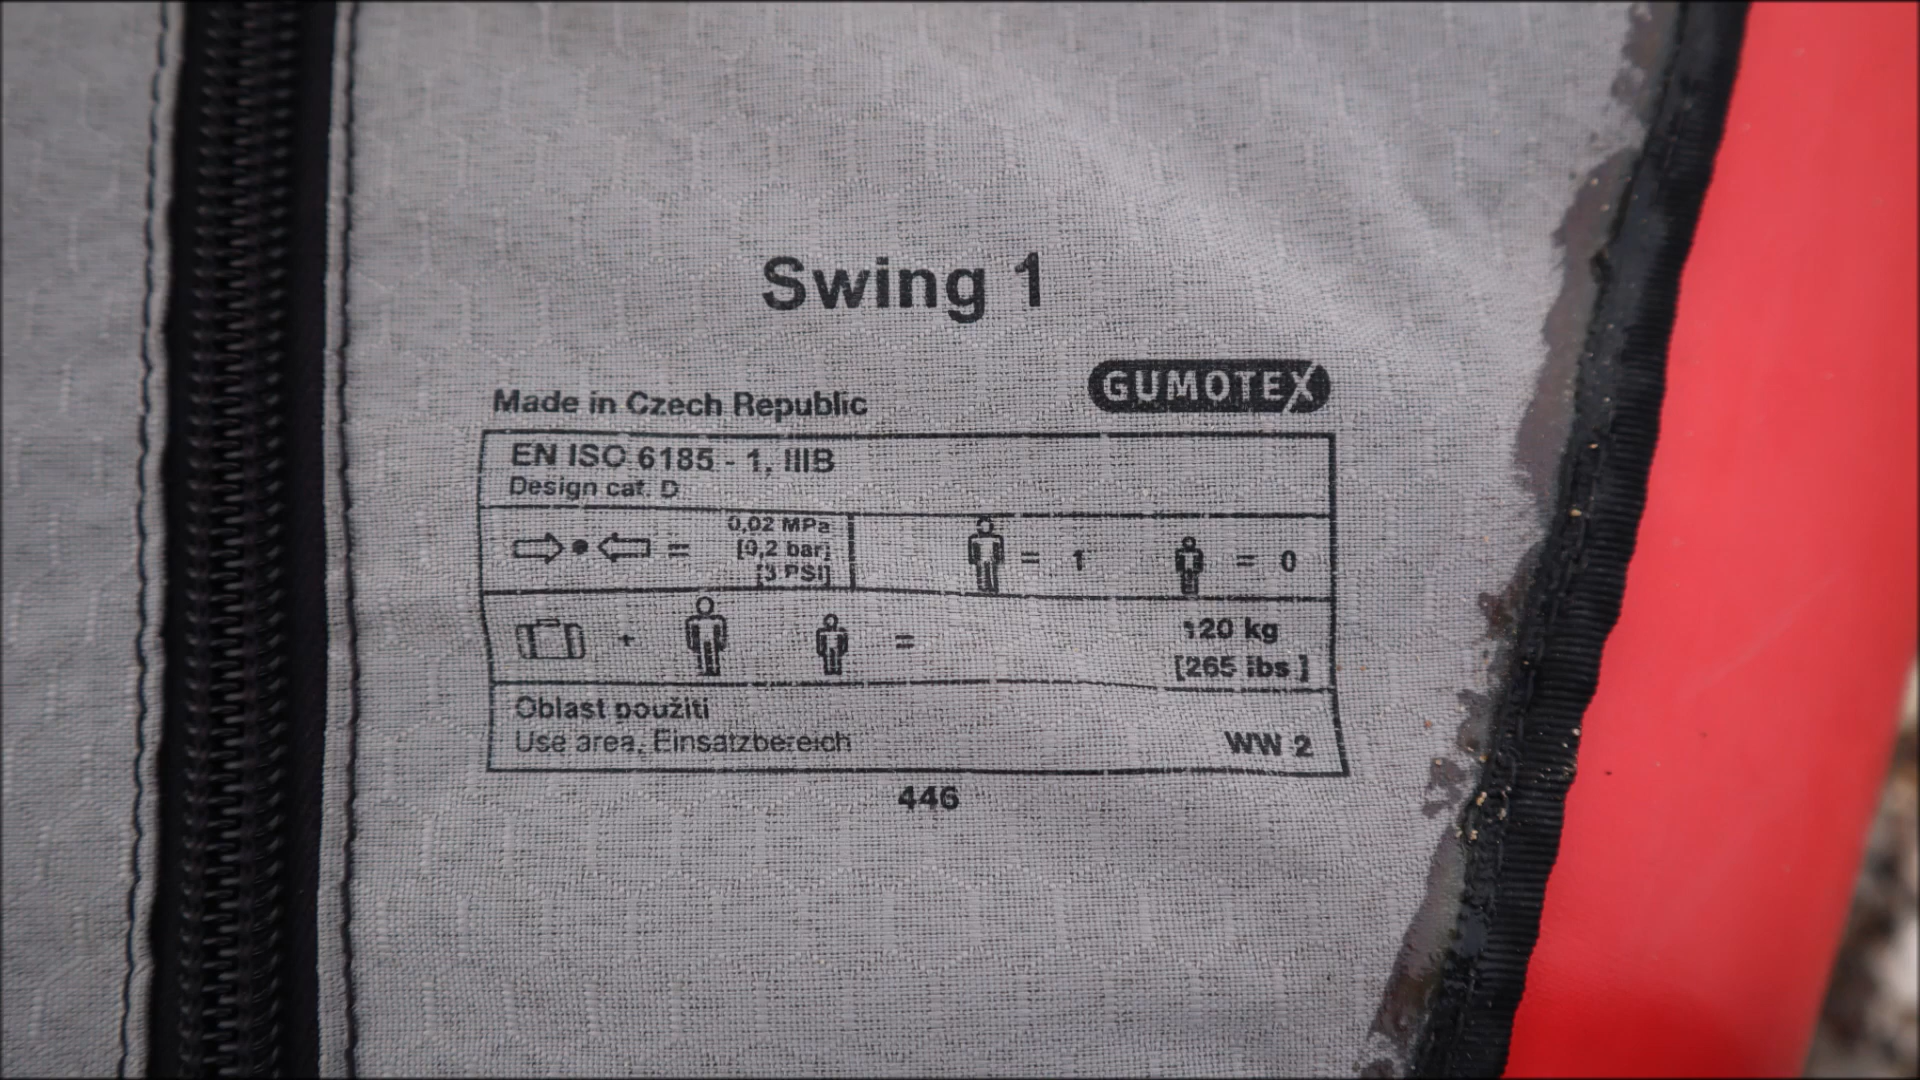 Swing 1
Made in Czech Republic
GUMOTEX
EN ISO 6185 - 1, IIIB
Design cat. D
= 0,02 MPa
[0,2 bar]
[3 PSI]
= 1
= 0
+ = 120 kg
[265 lbs ]
Oblast použiti
Use area, Einsatzbereich
WW 2
446